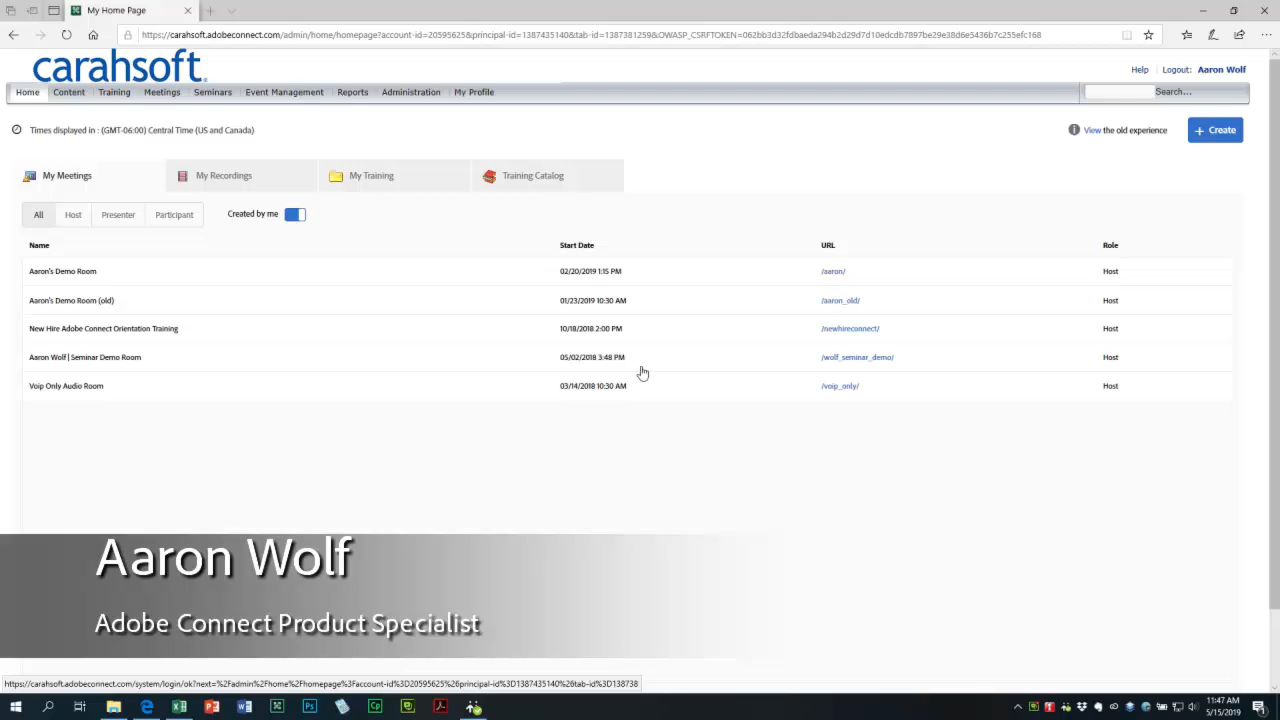 My Home Page
https://carahsoft.adobeconnect.com/admin/home/homepage?account-id=20595625&principal-id=1387435140&tab-id=1387381259&OWASP_CSRFTOKEN=062bb3d32fdbaeda294b2d29d7d10edcdb7897be29e38d6e5436b7c255efc168
carahsoft.
Help Logout: Aaron Wolf
Home Content Training Meetings Seminars Event Management Reports Administration My Profile Search...
Times displayed in : (GMT-06:00) Central Time (US and Canada) View the old experience + Create
My Meetings My Recordings My Training Training Catalog
All Host Presenter Participant Created by me
Name Start Date URL Role
Aaron's Demo Room 02/20/2019 1:15 PM /aaron/ Host
Aaron's Demo Room (old) 01/23/2019 10:30 AM /aaron_old/ Host
New Hire Adobe Connect Orientation Training 10/18/2018 2:00 PM /newhireconnect/ Host
Aaron Wolf | Seminar Demo Room 05/02/2018 3:48 PM /wolf_seminar_demo/ Host
Voip Only Audio Room 03/14/2018 10:30 AM /voip_only/ Host
Aaron Wolf
Adobe Connect Product Specialist
https://carahsoft.adobeconnect.com/system/login/ok?next=%2Fadmin%2Fhome%2Fhomepage%3Faccount-id%3D20595625%26principal-id%3D1387435140%26tab-id%3D138738
11:47 AM
5/15/2019